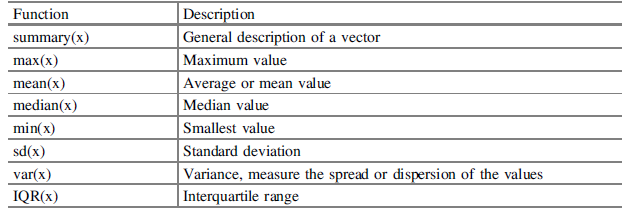 Function Description
summary(x) General description of a vector
max(x) Maximum value
mean(x) Average or mean value
median(x) Median value
min(x) Smallest value
sd(x) Standard deviation
var(x) Variance, measure the spread or dispersion of the values
IQR(x) Interquartile range